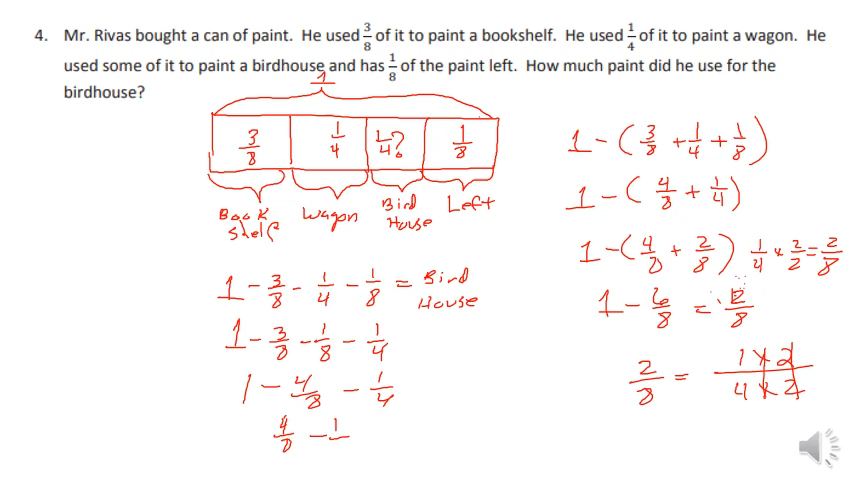 4. Mr. Rivas bought a can of paint. He used 3/8 of it to paint a bookshelf. He used 1/4 of it to paint a wagon. He
used some of it to paint a birdhouse and has 1/8 of the paint left. How much paint did he use for the
birdhouse?
1
3/8 1/4 1/4? 1/8
Book Shelf Wagon Bird House Left
1 - 3/8 - 1/4 - 1/8 = Bird House
1 - 3/8 - 1/8 - 1/4
1 - 4/8 - 1/4
4/8 - 1
1 - (3/8 + 1/4 + 1/8)
1 - (4/8 + 1/4)
1 - (4/8 + 2/8) 1/4 × 2/2 = 2/8
1 - 6/8 = 2/8
2/8 = 1 × 2 / 4 × 2